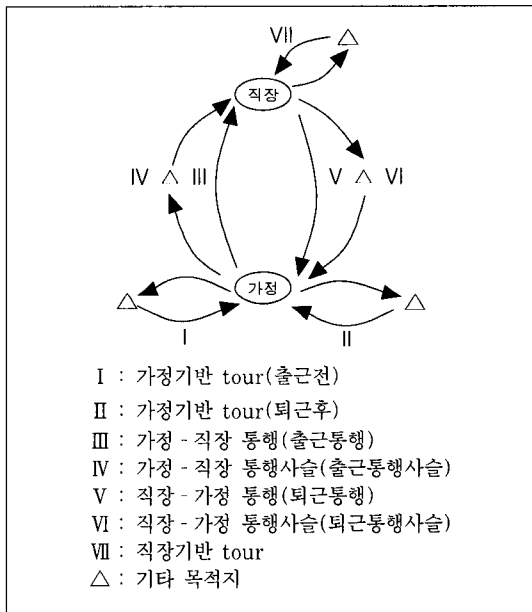 VII △
직장
IV △ III V △ VI
가정
△ △
I II
I : 가정기반 tour(출근전)
II : 가정기반 tour(퇴근후)
III : 가정 - 직장 통행(출근통행)
IV : 가정 - 직장 통행사슬(출근통행사슬)
V : 직장 - 가정 통행(퇴근통행)
VI : 직장 - 가정 통행사슬(퇴근통행사슬)
VII : 직장기반 tour
△ : 기타 목적지